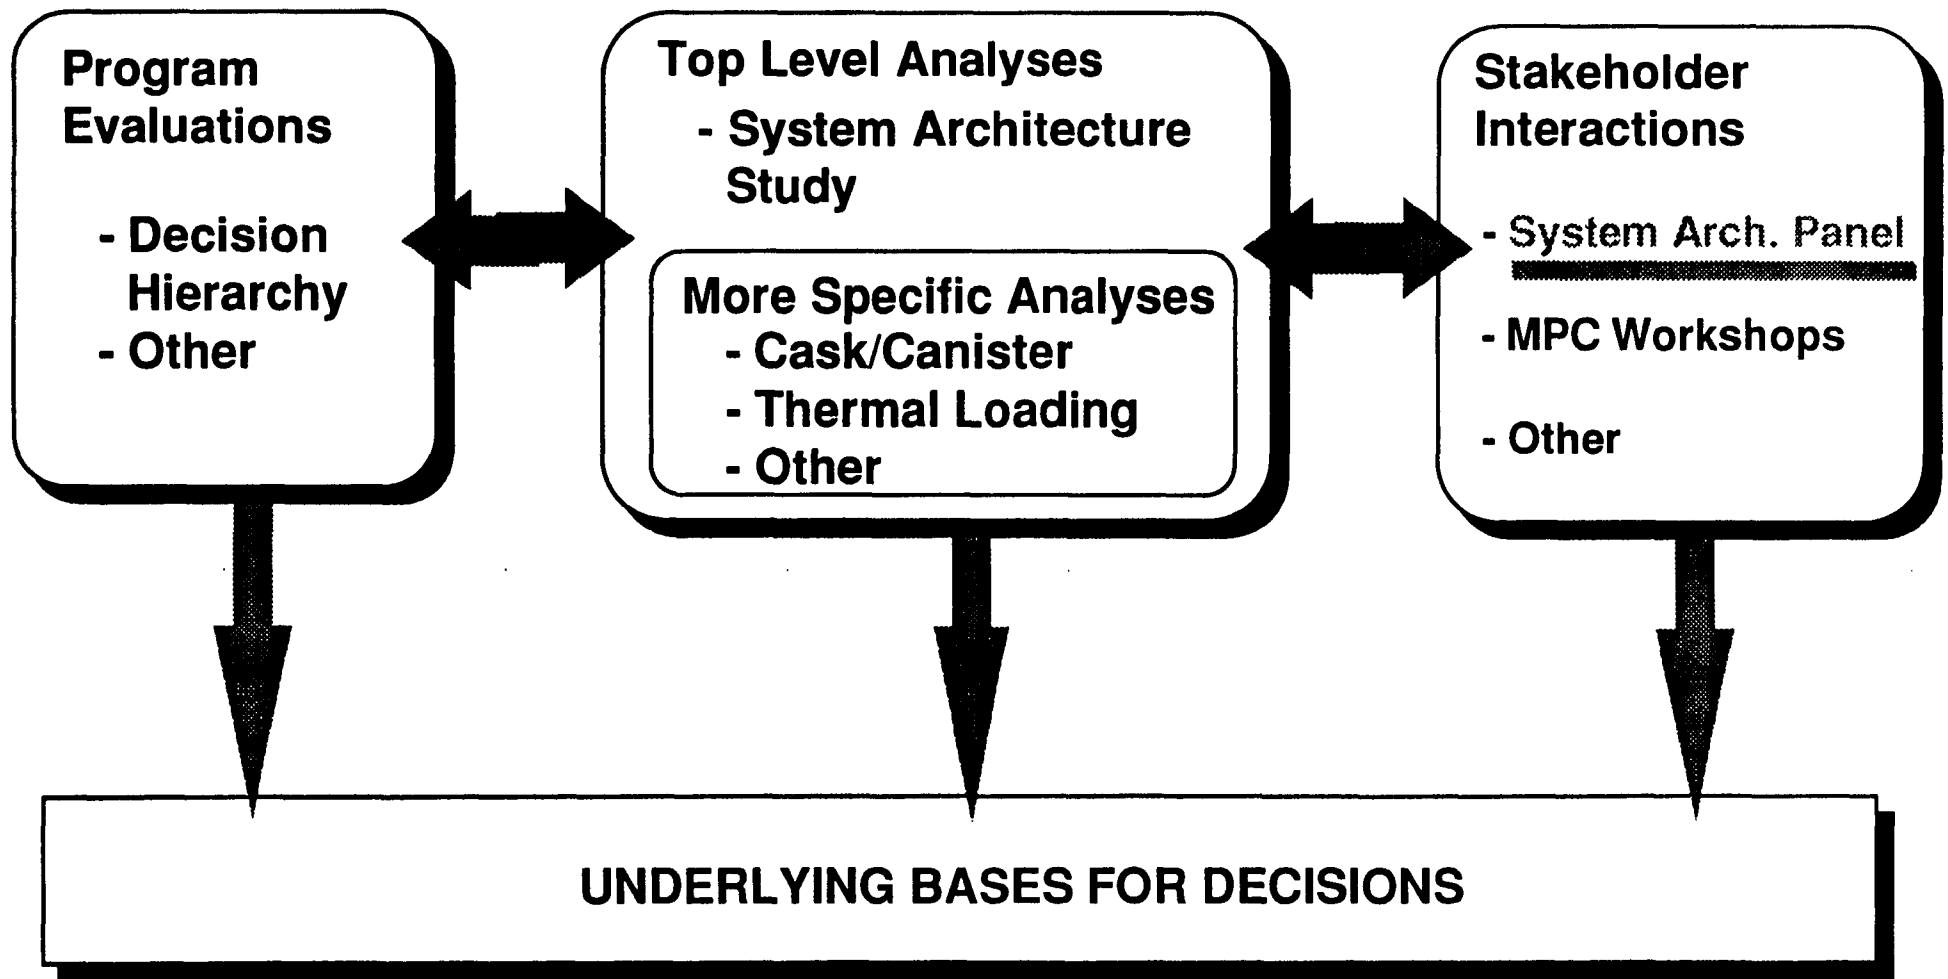 Program
Evaluations
- Decision
Hierarchy
- Other
Top Level Analyses
- System Architecture
Study
More Specific Analyses
- Cask/Canister
- Thermal Loading
- Other
Stakeholder
Interactions
- System Arch. Panel
- MPC Workshops
- Other
UNDERLYING BASES FOR DECISIONS